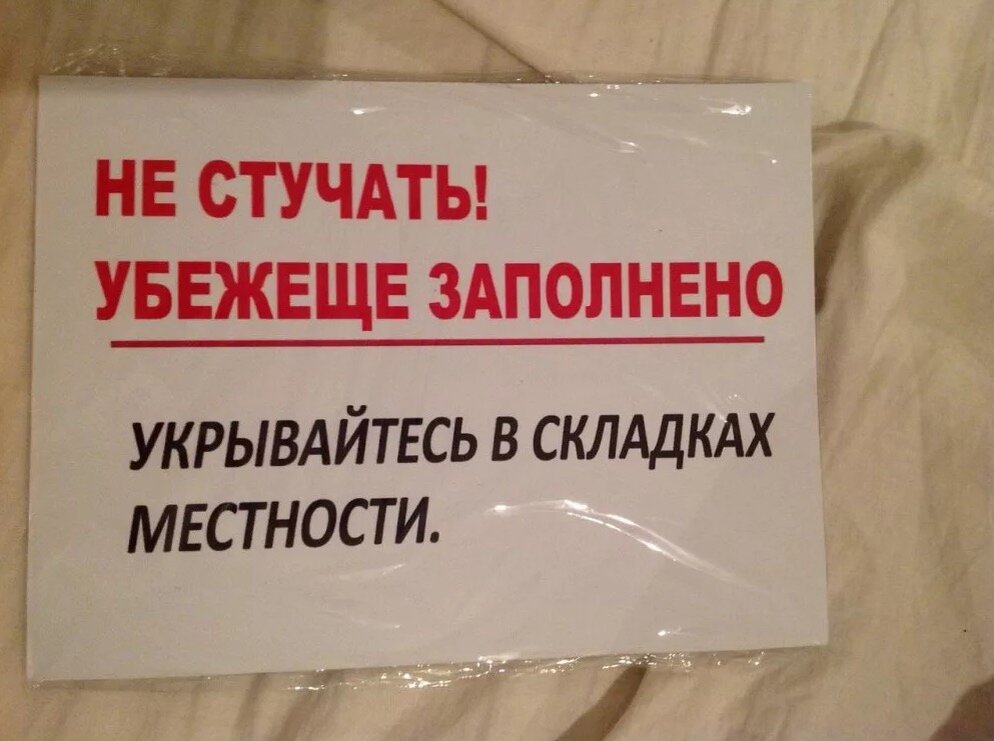 НЕ СТУЧАТЬ!
УБЕЖЕЩЕ ЗАПОЛНЕНО
УКРЫВАЙТЕСЬ В СКЛАДКАХ
МЕСТНОСТИ.